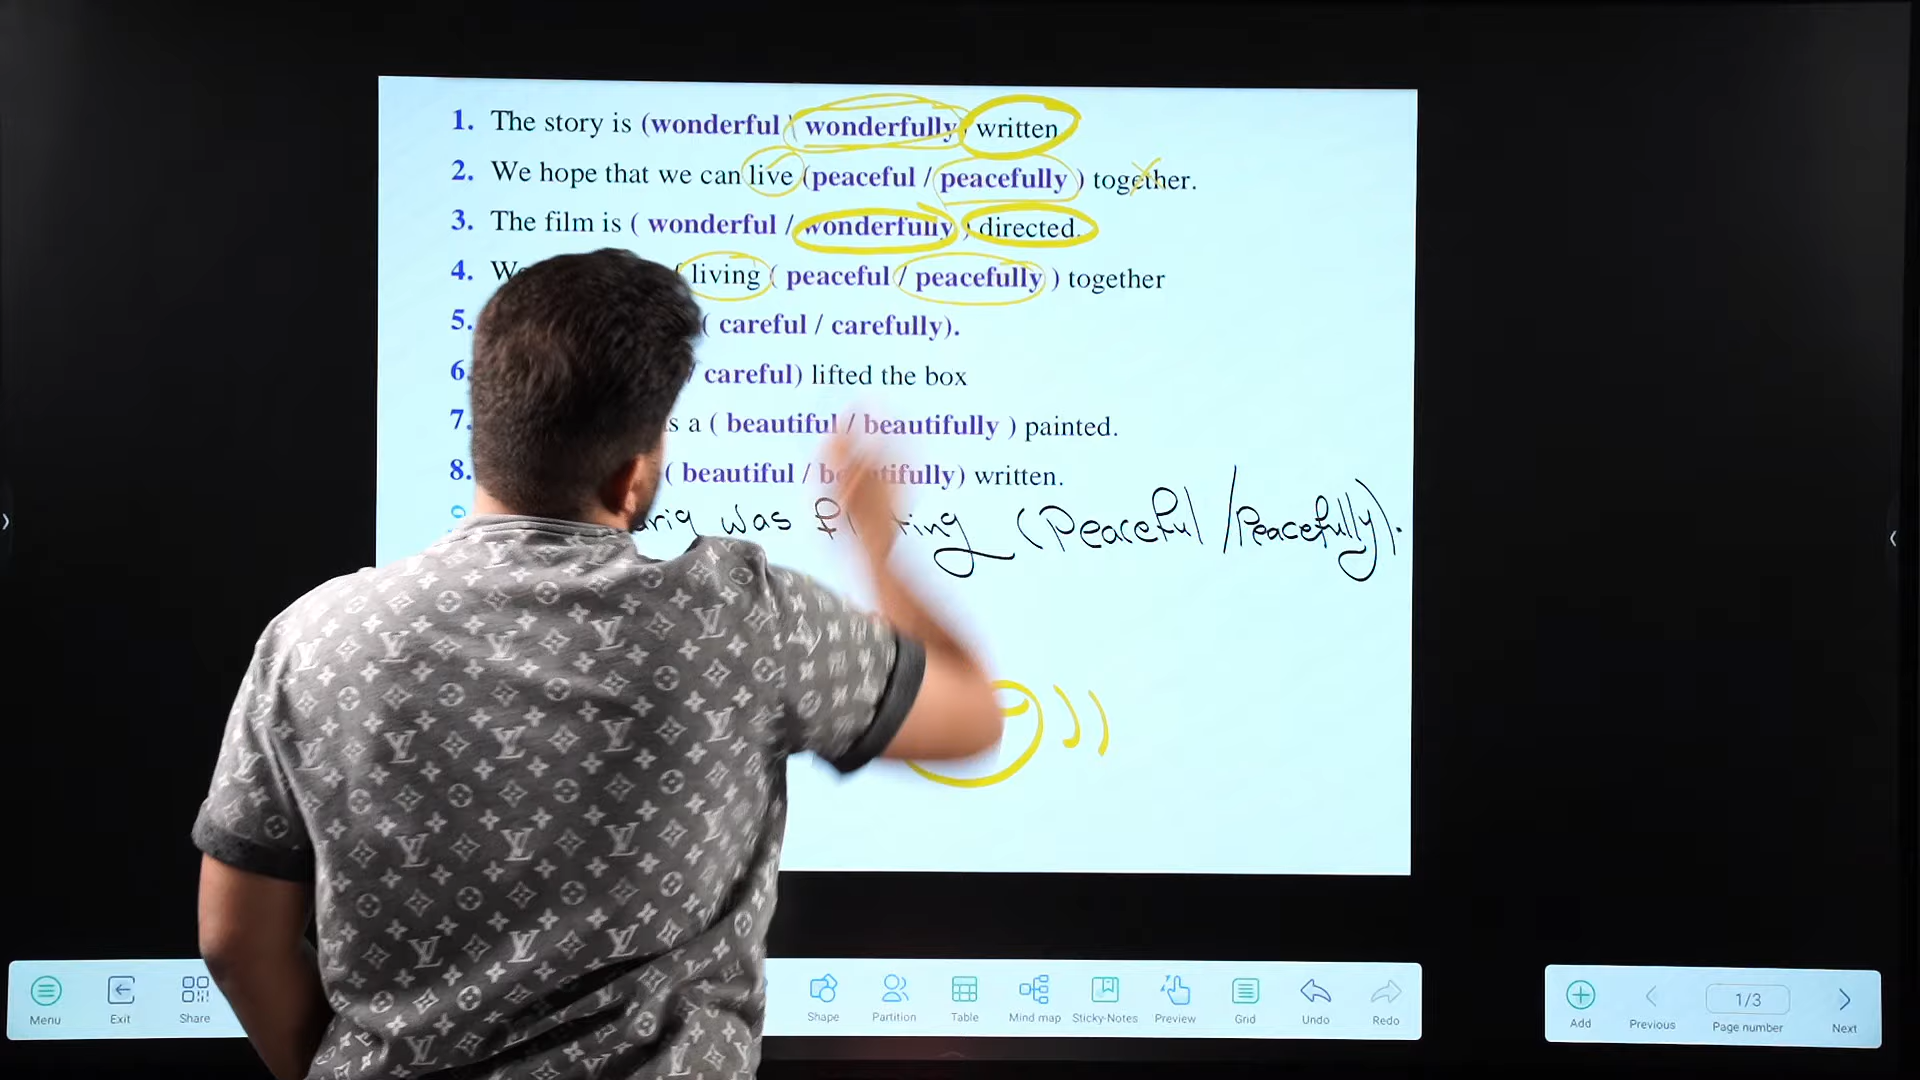 1. The story is (wonderful \ wonderfully) written
2. We hope that we can live (peaceful / peacefully ) together.
3. The film is ( wonderful / wonderfully ) directed.
4. living ( peaceful / peacefully ) together
5. ( careful / carefully).
6. / careful) lifted the box
7. a ( beautiful / beautifully ) painted.
8. ( beautiful / beautifully) written.
was (Peaceful / Peacefully).
Menu Exit Share Shape Partition Table Mind map Sticky-Notes Preview Grid Undo Redo Add Previous 1/3 Page number Next